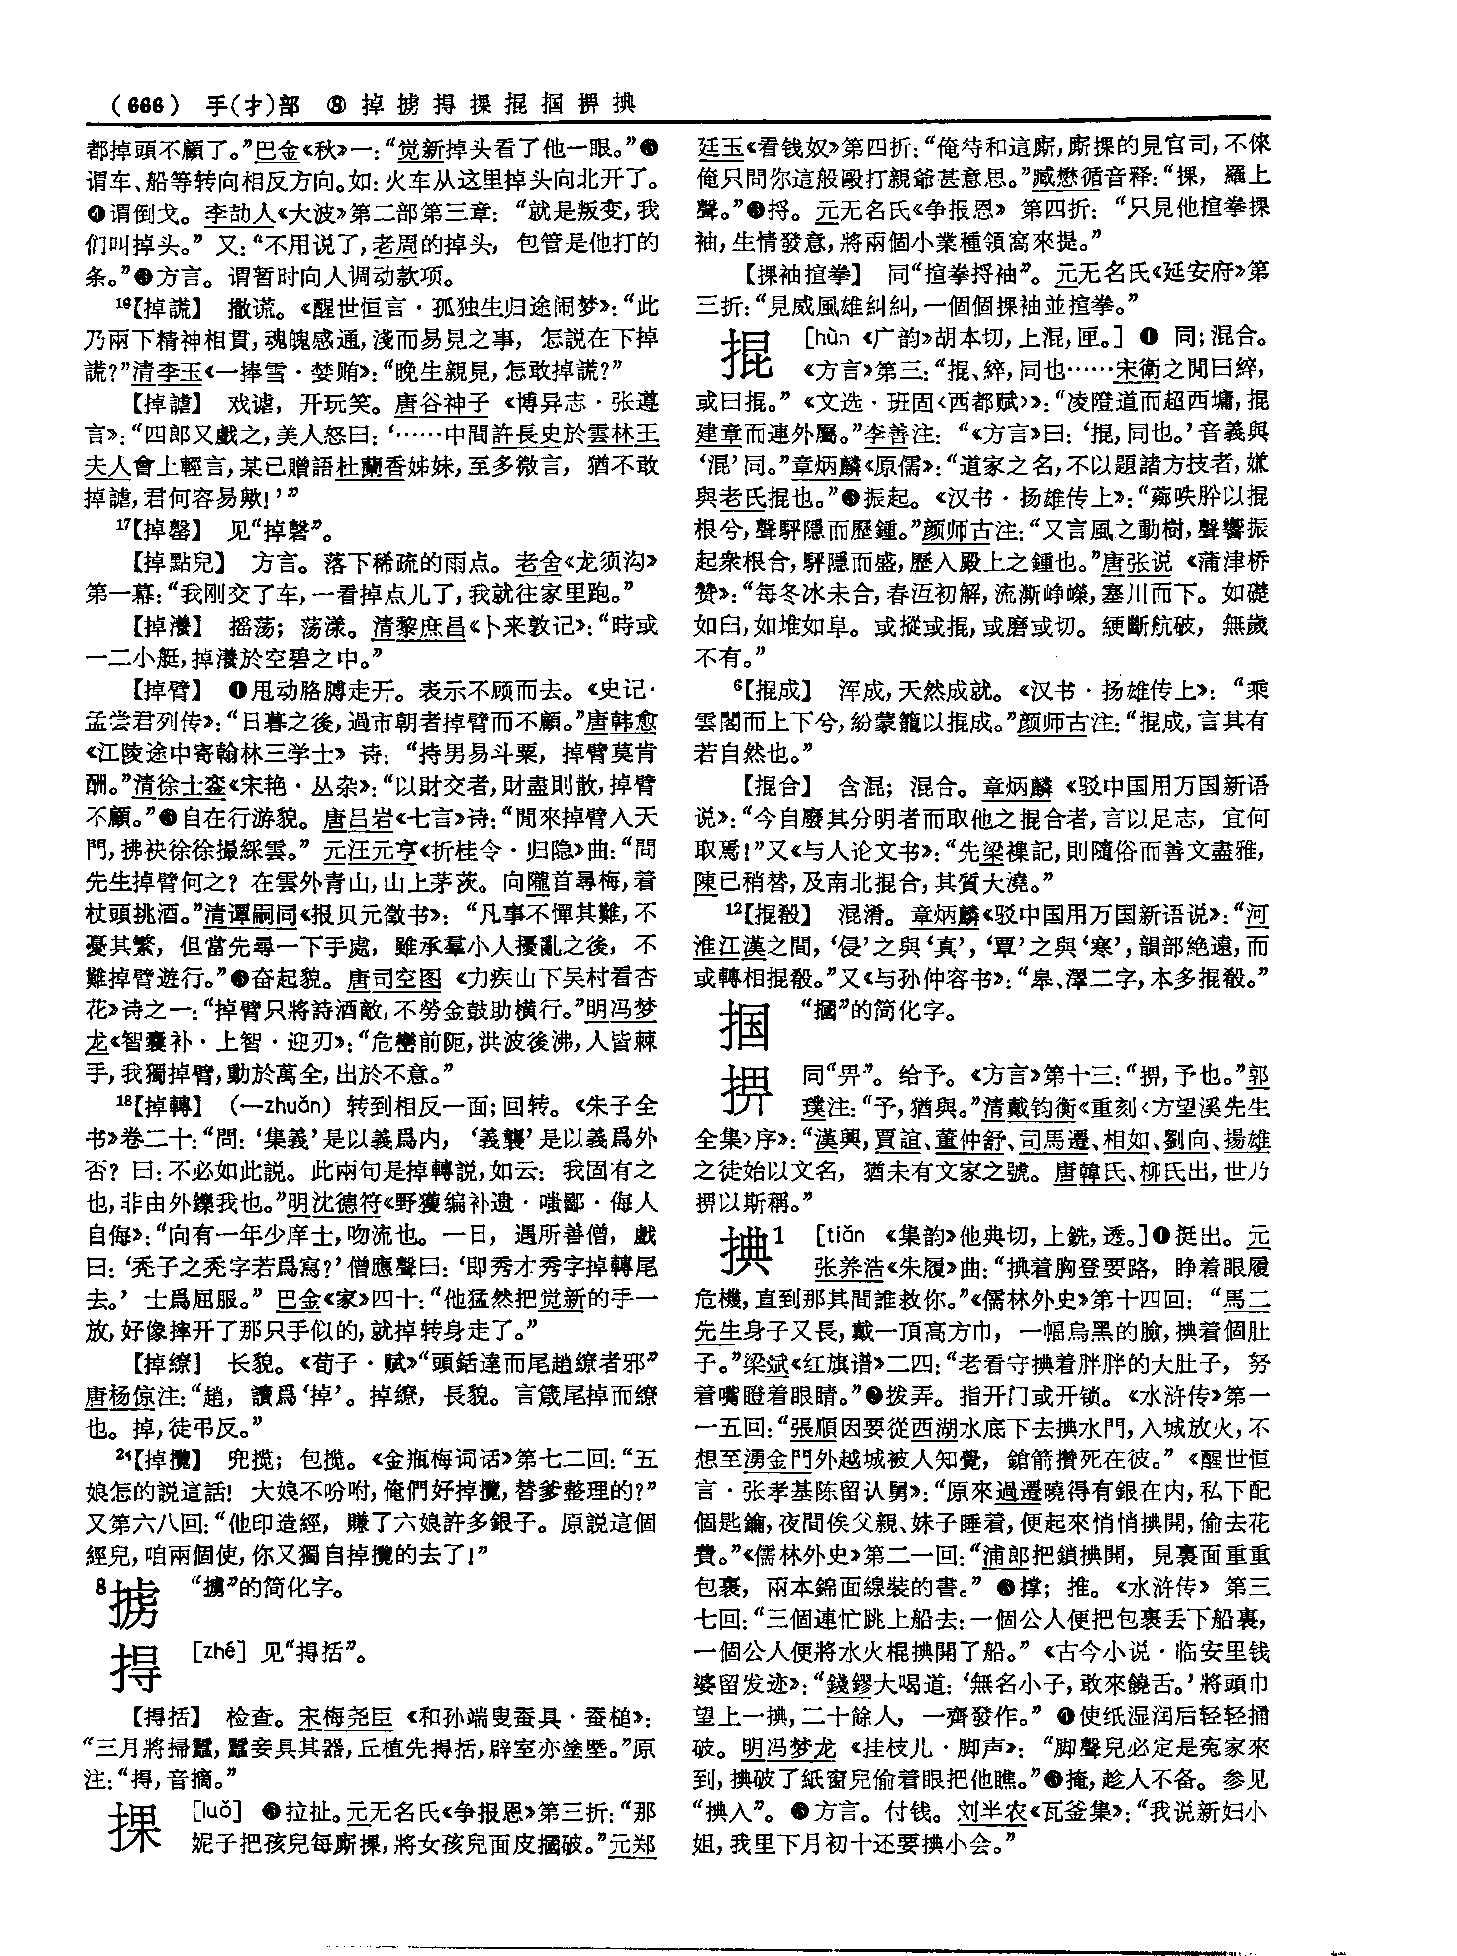 (666) 手(扌)部 ⑧ 掉掳㝵捰掍掴㨅捵
都掉頭不顧了。”巴金《秋》一：“觉新掉头看了他一眼。”❸
谓车、船等转向相反方向。如：火车从这里掉头向北开了。
❹谓倒戈。李劼人《大波》第二部第三章：“就是叛变，我
们叫掉头。”又：“不用说了，老周的掉头，包管是他打的
条。”❺方言。谓暂时向人调动款项。
¹⁶【掉謊】 撒谎。《醒世恒言·孤独生归途闹梦》：“此
乃兩下精神相貫，魂魄感通，淺而易見之事，怎説在下掉
謊？”清李玉《一捧雪·婪贿》：“晚生親見，怎敢掉謊？”
【掉謔】 戏谑，开玩笑。唐谷神子《博异志·张遵
言》：“四郎又戲之，美人怒曰：‘……中間許長史於雲林王
夫人會上輕言，某已贈語杜蘭香姊妹，至多微言，猶不敢
掉謔，君何容易歟！’”
¹⁷【掉罄】 见“掉磬”。
【掉點兒】 方言。落下稀疏的雨点。老舍《龙须沟》
第一幕：“我刚交了车，一看掉点儿了，我就往家里跑。”
【掉瀁】 摇荡；荡漾。清黎庶昌《卜来敦记》：“時或
一二小艇，掉瀁於空碧之中。”
【掉臂】 ❶甩动胳膊走开。表示不顾而去。《史记·
孟尝君列传》：“日暮之後，過市朝者掉臂而不顧。”唐韩愈
《江陵途中寄翰林三学士》诗：“持男易斗粟，掉臂莫肯
酬。”清徐士銮《宋艳·丛杂》：“以財交者，財盡則散，掉臂
不顧。”❷自在行游貌。唐吕岩《七言》诗：“閒來掉臂入天
門，拂袂徐徐撮綵雲。”元汪元亨《折桂令·归隐》曲：“問
先生掉臂何之？在雲外青山，山上茅茨。向隴首尋梅，着
杖頭挑酒。”清谭嗣同《报贝元徵书》：“凡事不憚其難，不
憂其繁，但當先尋一下手處，雖承羣小人擾亂之後，不
難掉臂遊行。”❸奋起貌。唐司空图《力疾山下吴村看杏
花》诗之一：“掉臂只將詩酒敵，不勞金鼓助横行。”明冯梦
龙《智囊补·上智·迎刃》：“危巒前阨，洪波後沸，人皆棘
手，我獨掉臂，動於萬全，出於不意。”
¹⁸【掉轉】 （—zhuǎn）转到相反一面；回转。《朱子全
书》卷二十：“問：‘集義’是以義爲内，‘義襲’是以義爲外
否？曰：不必如此説。此兩句是掉轉説，如云：我固有之
也，非由外鑠我也。”明沈德符《野獲编补遗·嗤鄙·侮人
自侮》：“向有一年少庠士，吻流也。一日，遇所善僧，戲
曰：‘秃子之秃字若爲寫？’僧應聲曰：‘即秀才秀字掉轉尾
去。’士爲屈服。”巴金《家》四十：“他猛然把觉新的手一
放，好像摔开了那只手似的，就掉转身走了。”
【掉繚】 长貌。《荀子·赋》“頭銛達而尾趙繚者邪”
唐杨倞注：“趙，讀爲‘掉’。掉繚，長貌。言箴尾掉而繚
也。掉，徒弔反。”
²¹【掉攬】 兜揽；包揽。《金瓶梅词话》第七二回：“五
娘怎的説這話！大娘不吩咐，俺們好掉攬，替爹整理的？”
又第六八回：“他印造經，賺了六娘許多銀子。原説這個
經兒，咱兩個使，你又獨自掉攬的去了！”
⁸掳 “擄”的简化字。
㝵 [zhé] 见“㝵括”。
【㝵括】 检查。宋梅尧臣《和孙端叟蚕具·蚕槌》：
“三月將掃蠶，蠶妾具其器，丘植先㝵括，辟室亦塗塈。”原
注：“㝵，音摘。”
捰 [luǒ] ❶拉扯。元无名氏《争报恩》第三折：“那
妮子把孩兒每廝捰，將女孩兒面皮摑破。”元郑
廷玉《看钱奴》第四折：“俺待和這廝，廝捰的見官司，不倈
俺只問你這般毆打親爺甚意思。”臧懋循音释：“捰，羅上
聲。”❷捋。元无名氏《争报恩》第四折：“只見他揎拳捰
袖，生情發意，將兩個小業種領窩來提。”
【捰袖揎拳】 同“揎拳捋袖”。元无名氏《延安府》第
三折：“見威風雄糾糾，一個個捰袖並揎拳。”
掍 [hùn 《广韵》胡本切，上混，匣。] ❶ 同；混合。
《方言》第三：“掍、綷，同也……宋衛之閒曰綷，
或曰掍。”《文选·班固〈西都赋〉》：“凌隥道而超西墉，掍
建章而連外屬。”李善注：“《方言》曰：‘掍，同也。’音義與
‘混’同。”章炳麟《原儒》：“道家之名，不以題諸方技者，嫌
與老氏掍也。”❷振起。《汉书·扬雄传上》：“薌呹肸以掍
根兮，聲駍隱而歷鍾。”颜师古注：“又言風之動樹，聲響振
起衆根合，駍隱而盛，歷入殿上之鍾也。”唐张说《蒲津桥
赞》：“每冬冰未合，春沍初解，流澌峥嶸，塞川而下。如礎
如臼，如堆如阜。或摐或掍，或磨或切。綆斷航破，無歲
不有。”
⁶【掍成】 浑成，天然成就。《汉书·扬雄传上》：“乘
雲閣而上下兮，紛蒙籠以掍成。”颜师古注：“掍成，言其有
若自然也。”
【掍合】 含混；混合。章炳麟《驳中国用万国新语
说》：“今自廢其分明者而取他之掍合者，言以足志，宜何
取焉！”又《与人论文书》：“先梁襍記，則隨俗而善文盡雅，
陳已稍替，及南北掍合，其質大澆。”
¹²【掍殽】 混淆。章炳麟《驳中国用万国新语说》：“河
淮江漢之間，‘侵’之與‘真’，‘覃’之與‘寒’，韻部絶遠，而
或轉相掍殽。”又《与孙仲容书》：“皋、澤二字，本多掍殽。”
掴 “摑”的简化字。
㨅 同“畀”。给予。《方言》第十三：“㨅，予也。”郭
璞注：“予，猶與。”清戴钧衡《重刻〈方望溪先生
全集〉序》：“漢興，賈誼、董仲舒、司馬遷、相如、劉向、揚雄
之徒始以文名，猶未有文家之號。唐韓氏、柳氏出，世乃
㨅以斯稱。”
捵¹ [tiǎn 《集韵》他典切，上銑，透。]❶挺出。元
张养浩《朱履》曲：“捵着胸登要路，睁着眼履
危機，直到那其間誰救你。”《儒林外史》第十四回：“馬二
先生身子又長，戴一頂高方巾，一幅烏黑的臉，捵着個肚
子。”梁斌《红旗谱》二四：“老看守捵着胖胖的大肚子，努
着嘴瞪着眼睛。”❷拨弄。指开门或开锁。《水浒传》第一
一五回：“張順因要從西湖水底下去捵水門，入城放火，不
想至湧金門外越城被人知覺，鎗箭攢死在彼。”《醒世恒
言·张孝基陈留认舅》：“原來過遷曉得有銀在内，私下配
個匙鑰，夜間俟父親、妹子睡着，便起來悄悄捵開，偷去花
費。”《儒林外史》第二一回：“浦郎把鎖捵開，見裏面重重
包裹，兩本錦面線裝的書。”❸撑；推。《水浒传》第三
七回：“三個連忙跳上船去：一個公人便把包裹丢下船裏，
一個公人便將水火棍捵開了船。”《古今小说·临安里钱
婆留发迹》：“錢鏐大喝道：‘無名小子，敢來饒舌。’將頭巾
望上一捵，二十餘人，一齊發作。”❹使纸湿润后轻轻捅
破。明冯梦龙《挂枝儿·脚声》：“脚聲兒必定是寃家來
到，捵破了紙窗兒偷着眼把他瞧。”❺掩，趁人不备。参见
“捵入”。❻方言。付钱。刘半农《瓦釜集》：“我说新妇小
姐，我里下月初十还要捵小会。”